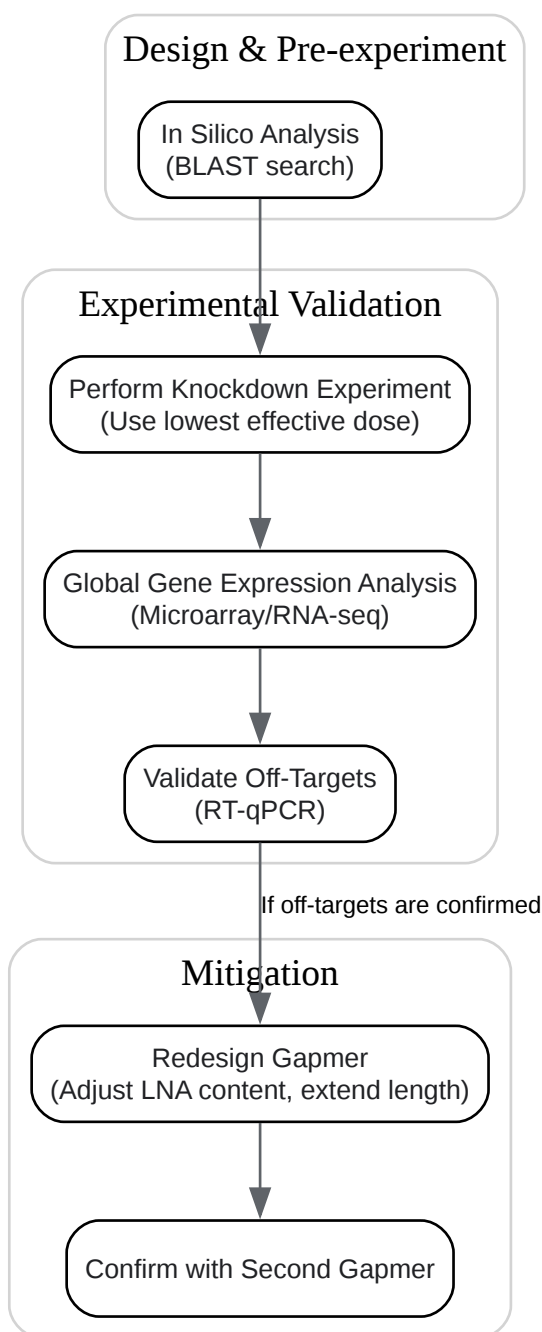 Design & Pre-experiment
In Silico Analysis
(BLAST search)
Experimental Validation
Perform Knockdown Experiment
(Use lowest effective dose)
Global Gene Expression Analysis
(Microarray/RNA-seq)
Validate Off-Targets
(RT-qPCR)
If off-targets are confirmed
Mitigation
Redesign Gapmer
(Adjust LNA content, extend length)
Confirm with Second Gapmer